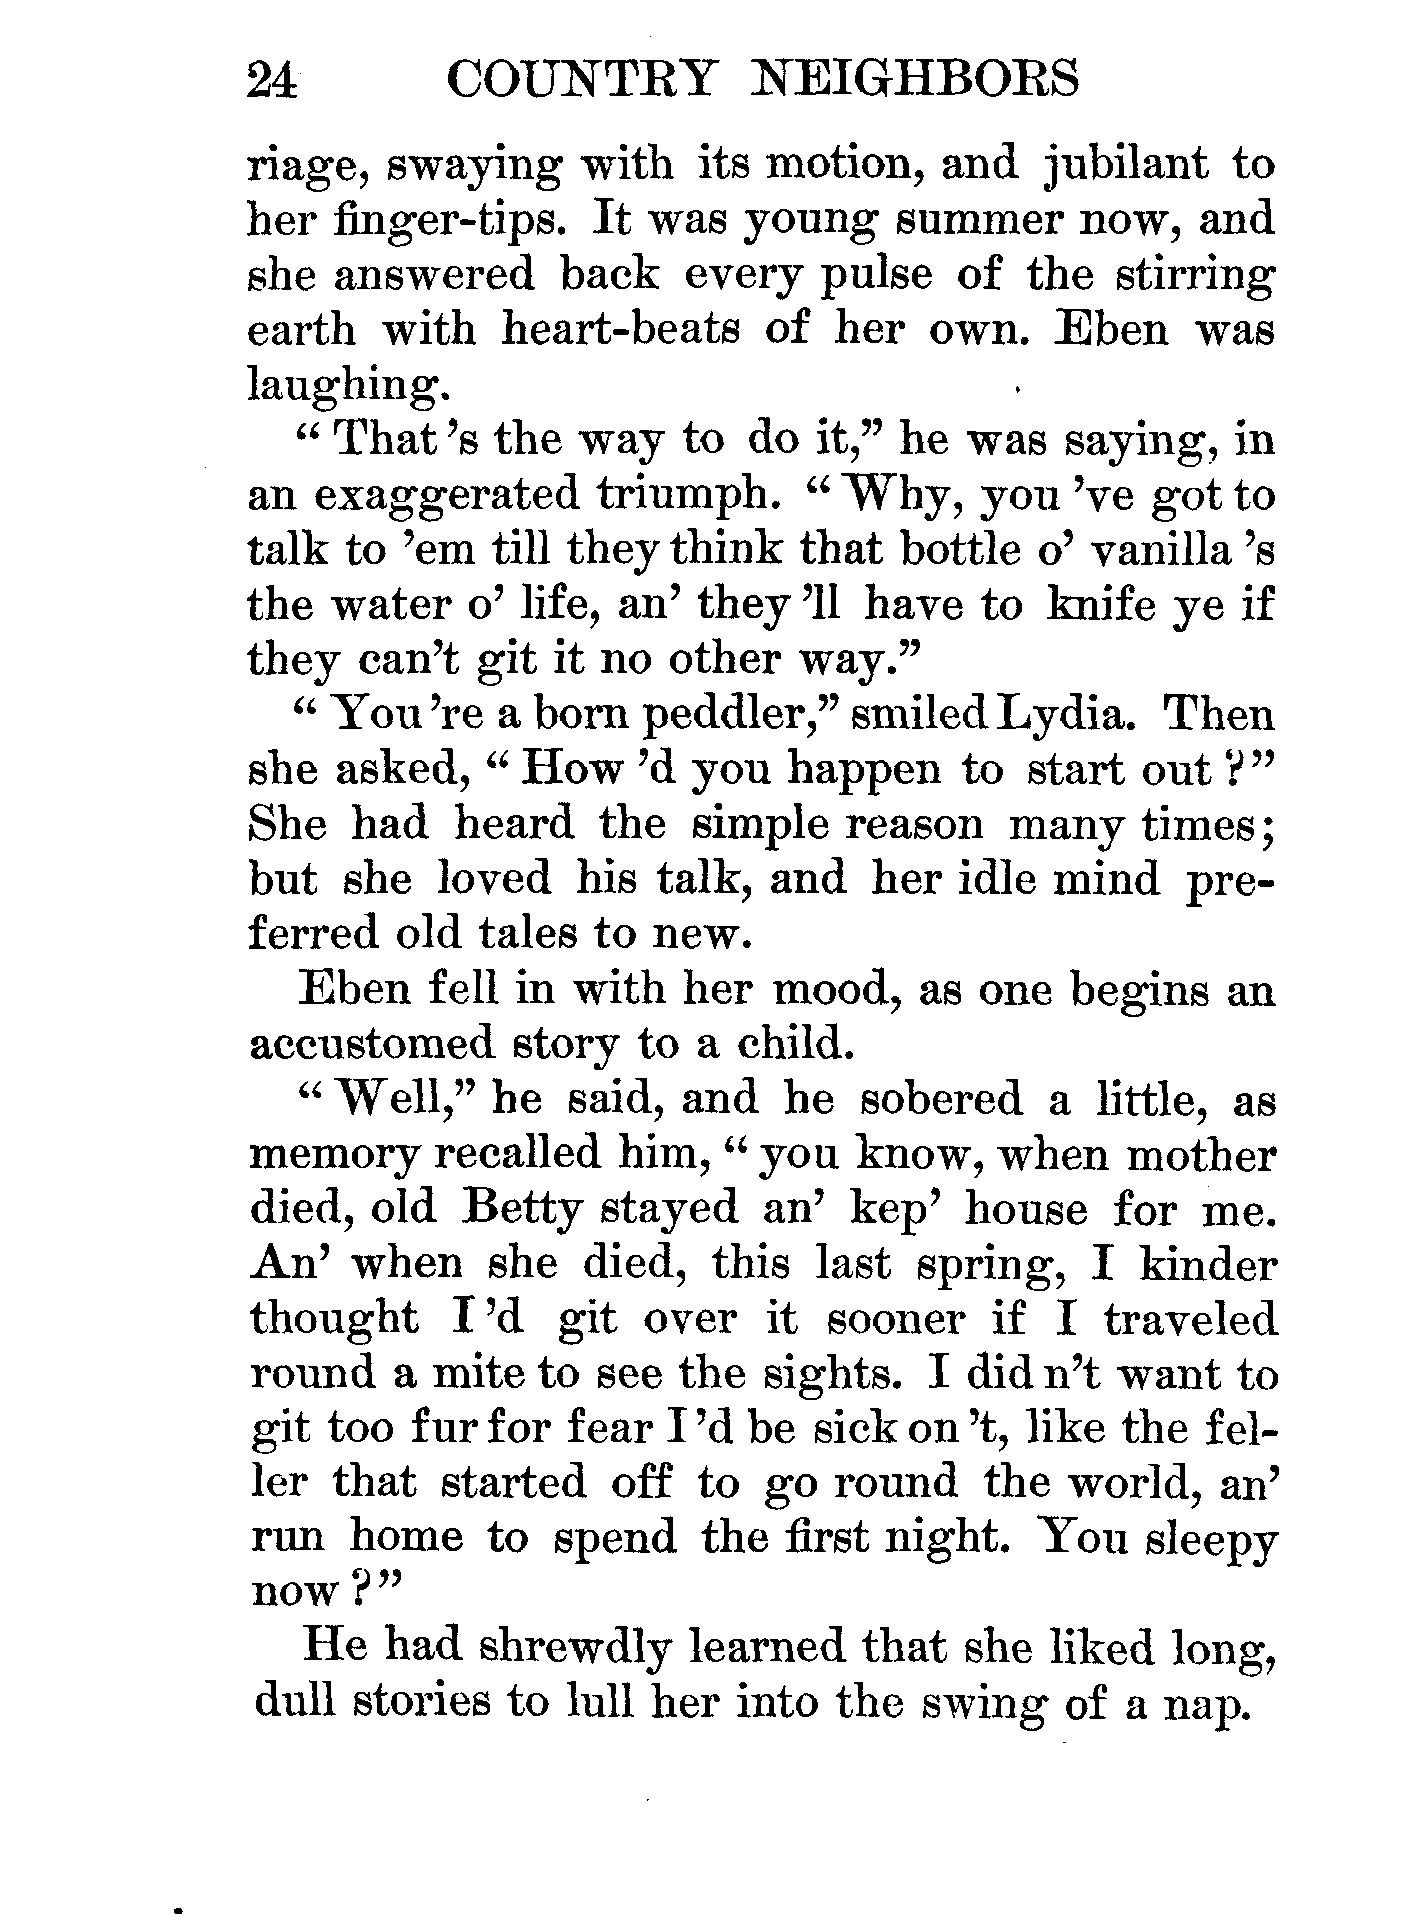 24 COUNTRY NEIGHBORS
riage, swaying with its motion, and jubilant to
her finger-tips. It was young summer now, and
she answered back every pulse of the stirring
earth with heart-beats of her own. Eben was
laughing.
“ That ’s the way to do it,” he was saying, in
an exaggerated triumph. “ Why, you ’ve got to
talk to ’em till they think that bottle o’ vanilla ’s
the water o’ life, an’ they ’ll have to knife ye if
they can’t git it no other way.”
“ You ’re a born peddler,” smiled Lydia. Then
she asked, “ How ’d you happen to start out ?”
She had heard the simple reason many times;
but she loved his talk, and her idle mind pre-
ferred old tales to new.
Eben fell in with her mood, as one begins an
accustomed story to a child.
“ Well,” he said, and he sobered a little, as
memory recalled him, “ you know, when mother
died, old Betty stayed an’ kep’ house for me.
An’ when she died, this last spring, I kinder
thought I ’d git over it sooner if I traveled
round a mite to see the sights. I did n’t want to
git too fur for fear I ’d be sick on ’t, like the fel-
ler that started off to go round the world, an’
run home to spend the first night. You sleepy
now ?”
He had shrewdly learned that she liked long,
dull stories to lull her into the swing of a nap.